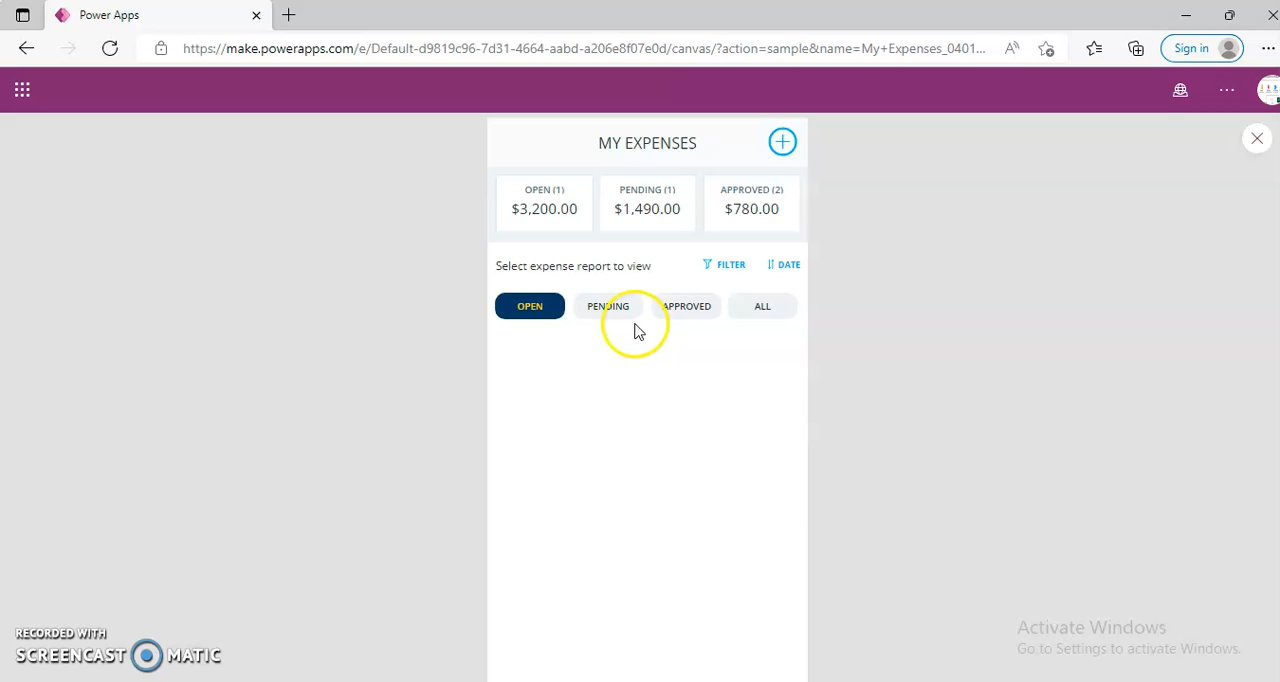 Power Apps
https://make.powerapps.com/e/Default-d9819c96-7d31-4664-aabd-a206e8f07e0d/canvas/?action=sample&name=My+Expenses_0401...
Sign in
MY EXPENSES
OPEN (1)
PENDING (1)
APPROVED (2)
$3,200.00
$1,490.00
$780.00
Select expense report to view
FILTER
DATE
OPEN
PENDING
APPROVED
ALL
Activate Windows
Go to Settings to activate Windows.
RECORDED WITH
SCREENCAST MATIC